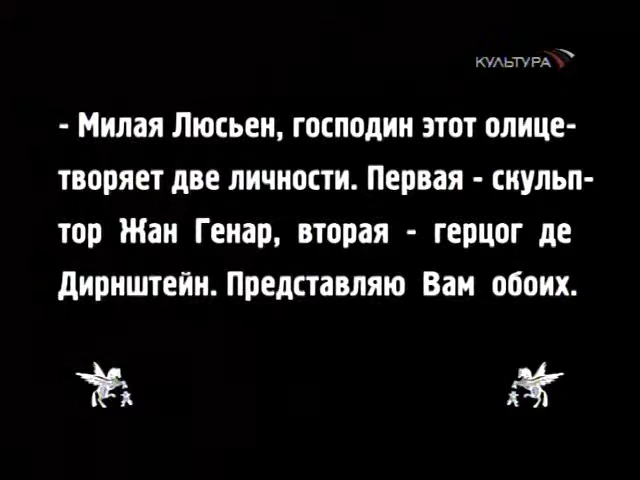 КУЛЬТУРА
- Милая Люсьен, господин этот олице-
творяет две личности. Первая - скульп-
тор Жан Генар, вторая - герцог де
Дирнштейн. Представляю Вам обоих.